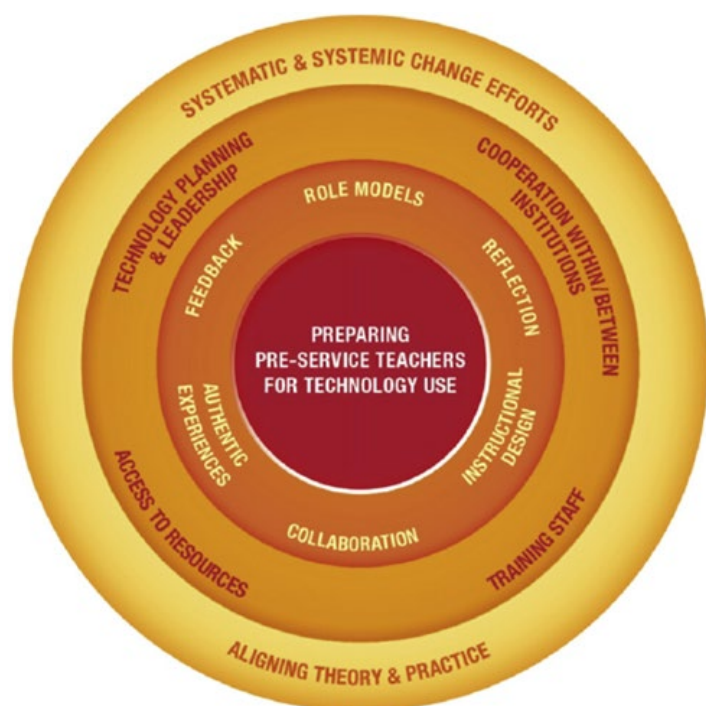 SYSTEMATIC & SYSTEMIC CHANGE EFFORTS
TECHNOLOGY PLANNING
& LEADERSHIP
COOPERATION WITHIN/BETWEEN
INSTITUTIONS
ROLE MODELS
FEEDBACK
REFLECTION
PREPARING
PRE-SERVICE TEACHERS
FOR TECHNOLOGY USE
AUTHENTIC
EXPERIENCES
INSTRUCTIONAL
DESIGN
COLLABORATION
ACCESS TO RESOURCES
TRAINING STAFF
ALIGNING THEORY & PRACTICE